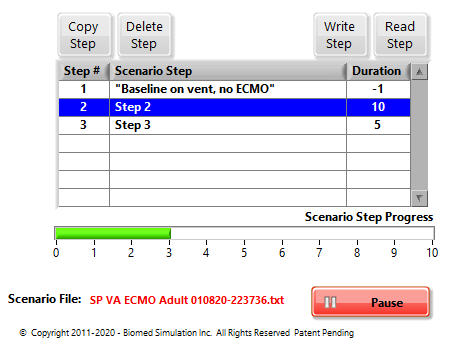 Copy Step
Delete Step
Write Step
Read Step
Step # Scenario Step Duration
1 "Baseline on vent, no ECMO" -1
2 Step 2 10
3 Step 3 5
Scenario Step Progress
0 1 2 3 4 5 6 7 8 9 10
Scenario File: SP VA ECMO Adult 010820-223736.txt
Pause
© Copyright 2011-2020 - Biomed Simulation Inc. All Rights Reserved Patent Pending